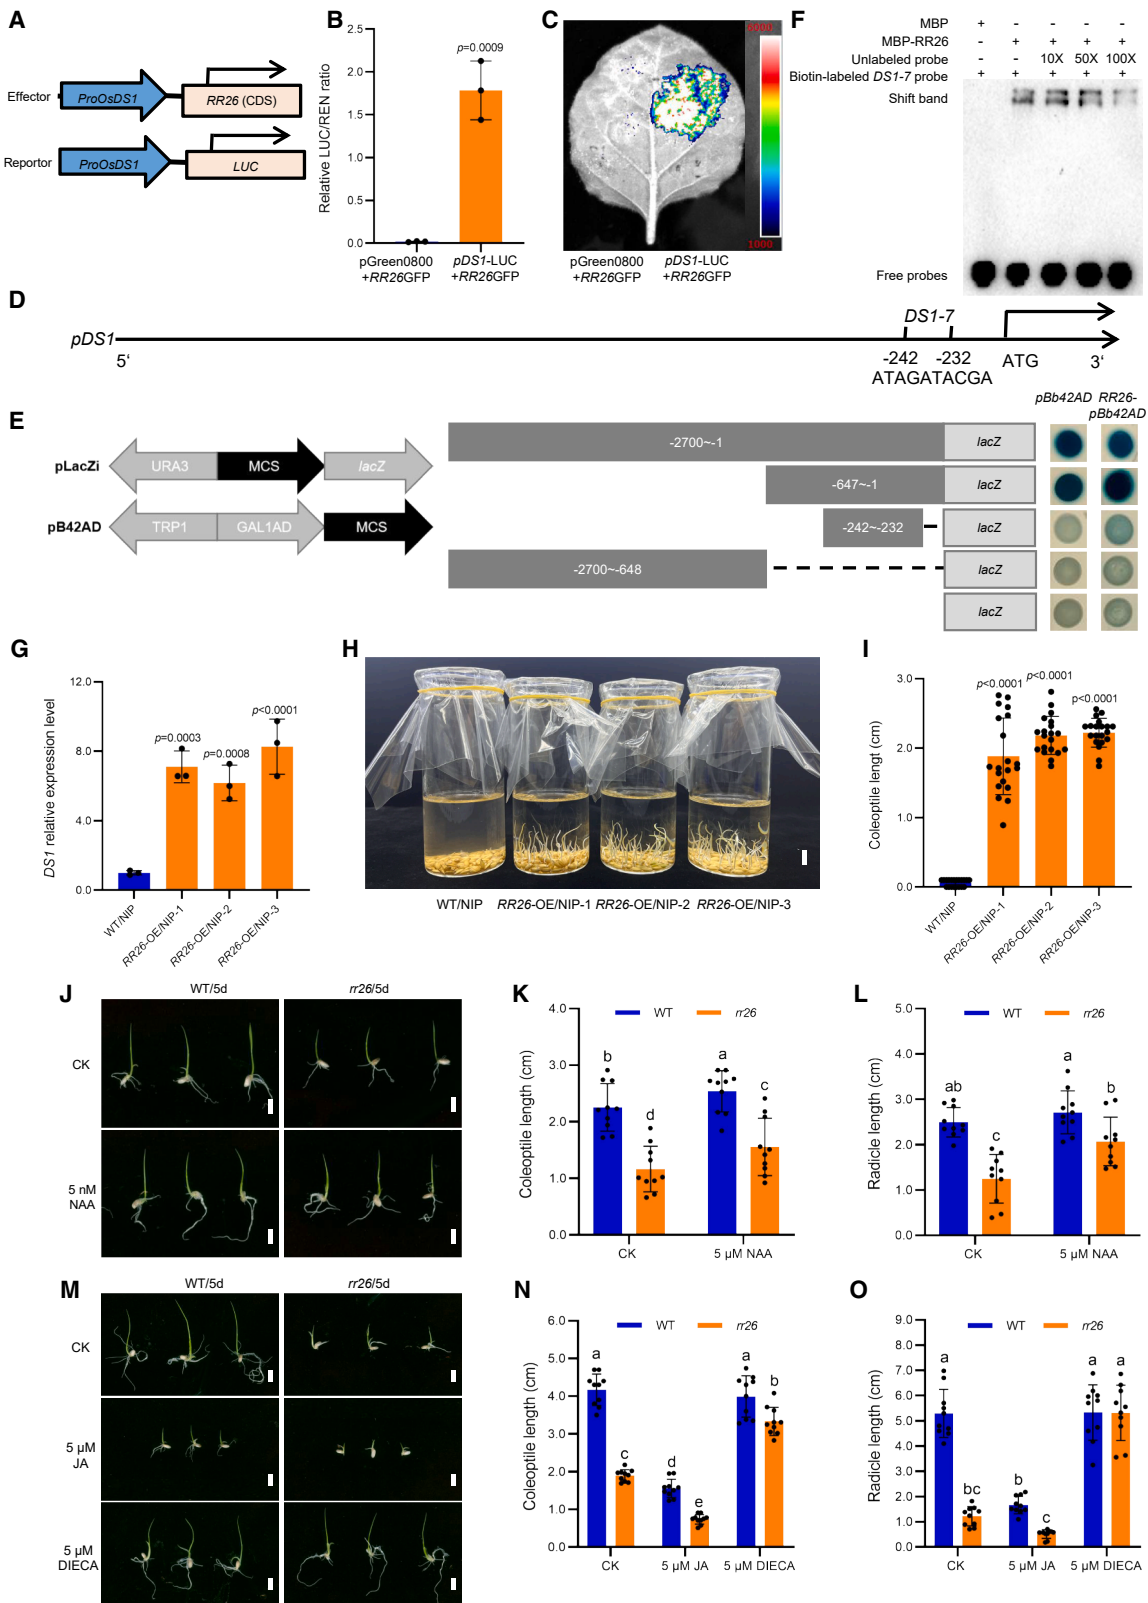 A
Effector
ProOsDS1
RR26 (CDS)
Reportor
ProOsDS1
LUC
B
Relative LUC/REN ratio
2.5
2.0
1.5
1.0
0.5
0.0
p=0.0009
pGreen0800
+RR26GFP
pDS1-LUC
+RR26GFP
C
1000
pGreen0800
+RR26GFP
pDS1-LUC
+RR26GFP
F
MBP + - - - -
MBP-RR26 - + + + +
Unlabeled probe - - 10X 50X 100X
Biotin-labeled DS1-7 probe + + + + +
Shift band
Free probes
D
pDS1
5‘
DS1-7
-242 -232
ATAGATACGA
ATG
3‘
E
pLacZi
URA3 MCS lacZ
pB42AD
TRP1 GAL1AD MCS
pBb42AD
RR26-
pBb42AD
-2700~-1 lacZ
-647~-1 lacZ
-242~-232 lacZ
-2700~-648 lacZ
lacZ
G
DS1 relative expression level
12.0
8.0
4.0
0.0
p=0.0003
p=0.0008
p<0.0001
WT/NIP
RR26-OE/NIP-1
RR26-OE/NIP-2
RR26-OE/NIP-3
H
WT/NIP RR26-OE/NIP-1 RR26-OE/NIP-2 RR26-OE/NIP-3
I
Coleoptile lengt (cm)
3.0
2.0
1.0
0.0
p<0.0001
p<0.0001
p<0.0001
WT/NIP
RR26-OE/NIP-1
RR26-OE/NIP-2
RR26-OE/NIP-3
J
WT/5d rr26/5d
CK
5 nM
NAA
K
Coleoptile length (cm)
4.0
3.0
2.0
1.0
0.0
WT rr26
b d a c
CK 5 µM NAA
L
Radicle length (cm)
5.0
4.0
3.0
2.0
1.0
0.0
WT rr26
ab c a b
CK 5 µM NAA
M
WT/5d rr26/5d
CK
5 µM
JA
5 µM
DIECA
N
Coleoptile length (cm)
6.0
5.0
4.0
3.0
2.0
1.0
0.0
WT rr26
a c d e a b
CK 5 µM JA 5 µM DIECA
O
Radicle length (cm)
9.0
8.0
7.0
6.0
5.0
4.0
3.0
2.0
1.0
0.0
WT rr26
a bc b c a a
CK 5 µM JA 5 µM DIECA